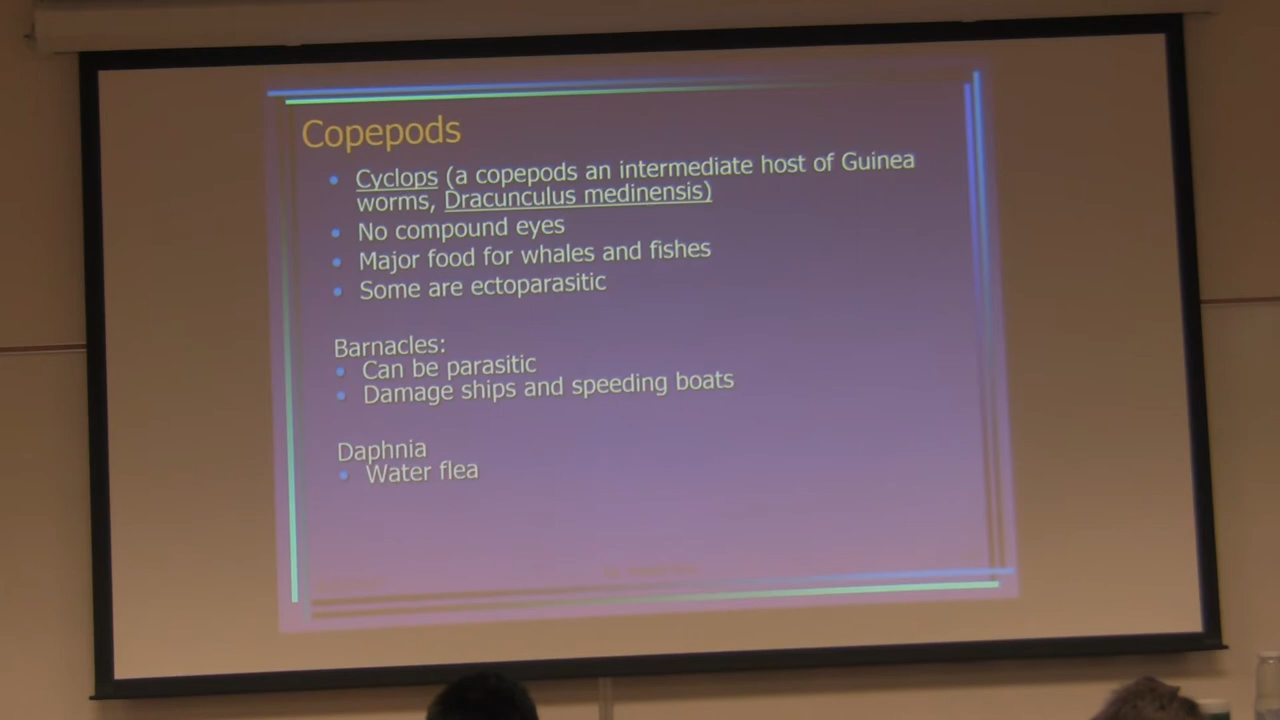 Copepods
• Cyclops (a copepods an intermediate host of Guinea
worms, Dracunculus medinensis)
• No compound eyes
• Major food for whales and fishes
• Some are ectoparasitic
Barnacles:
• Can be parasitic
• Damage ships and speeding boats
Daphnia
• Water flea